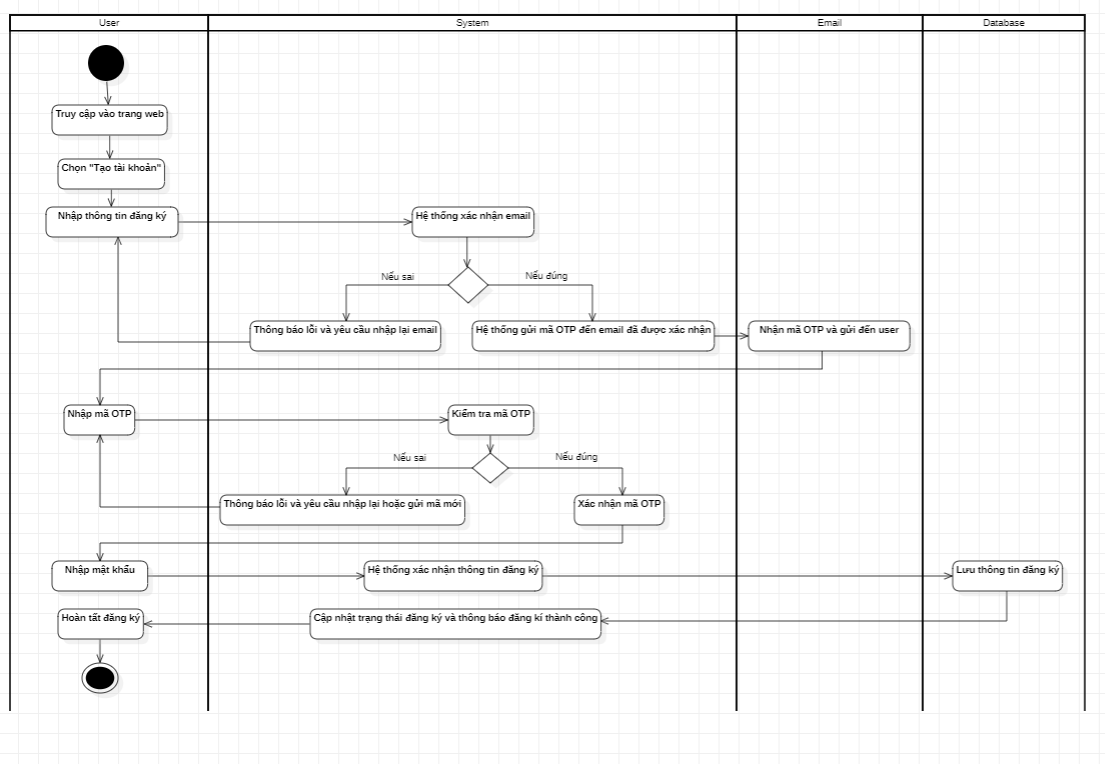 User
System
Email
Database
Truy cập vào trang web
Chọn "Tạo tài khoản"
Nhập thông tin đăng ký
Hệ thống xác nhận email
Nếu sai
Nếu đúng
Thông báo lỗi và yêu cầu nhập lại email
Hệ thống gửi mã OTP đến email đã được xác nhận
Nhận mã OTP và gửi đến user
Nhập mã OTP
Kiểm tra mã OTP
Nếu sai
Nếu đúng
Thông báo lỗi và yêu cầu nhập lại hoặc gửi mã mới
Xác nhận mã OTP
Nhập mật khẩu
Hệ thống xác nhận thông tin đăng ký
Lưu thông tin đăng ký
Hoàn tất đăng ký
Cập nhật trạng thái đăng ký và thông báo đăng kí thành công